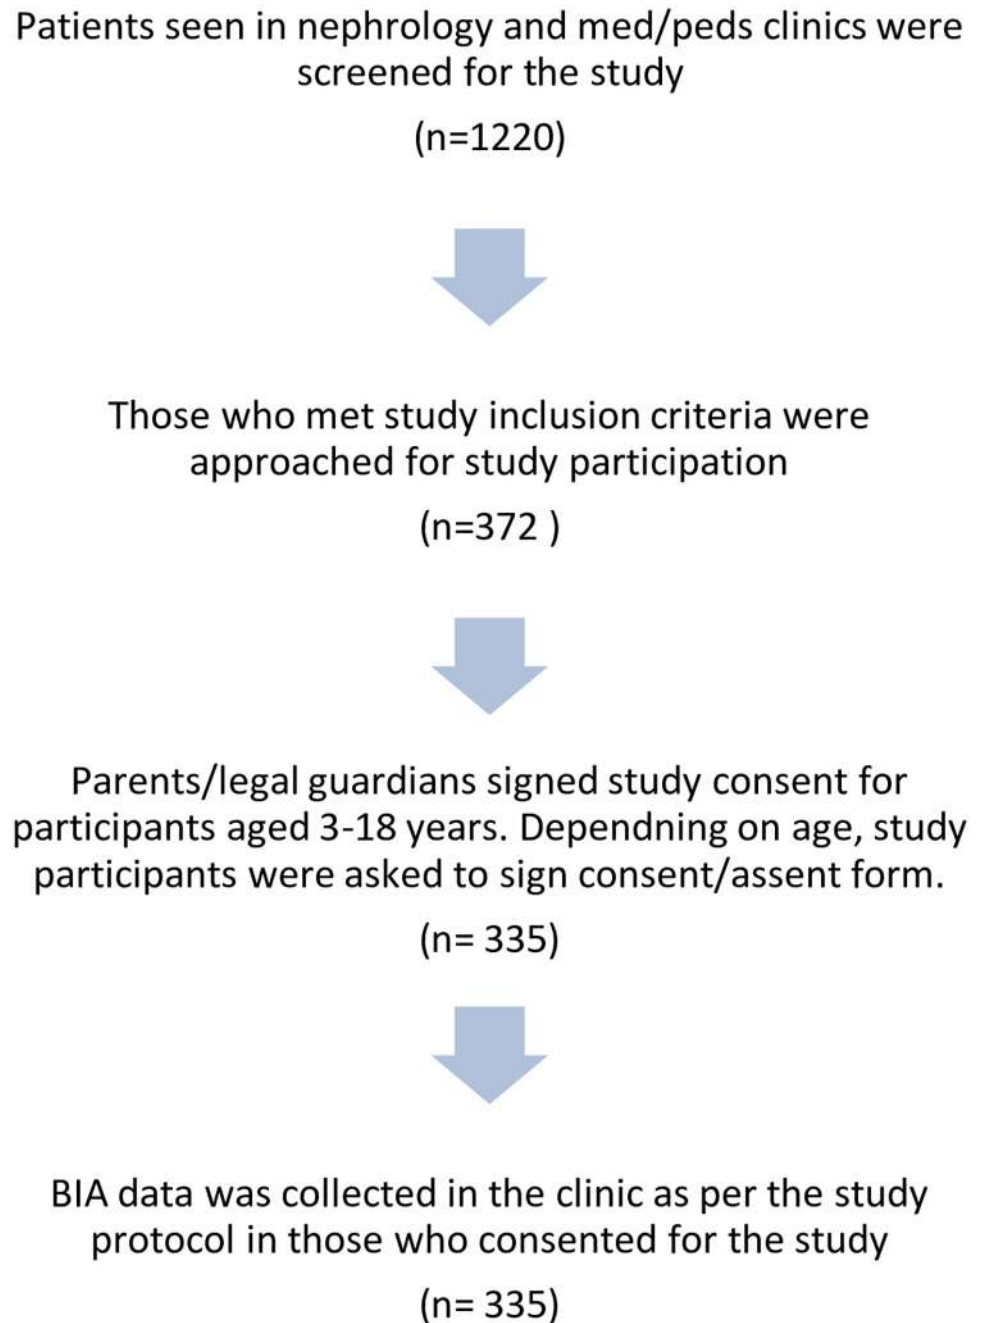 Patients seen in nephrology and med/peds clinics were
screened for the study
(n=1220)
Those who met study inclusion criteria were
approached for study participation
(n=372 )
Parents/legal guardians signed study consent for
participants aged 3-18 years. Dependning on age, study
participants were asked to sign consent/assent form.
(n= 335)
BIA data was collected in the clinic as per the study
protocol in those who consented for the study
(n= 335)